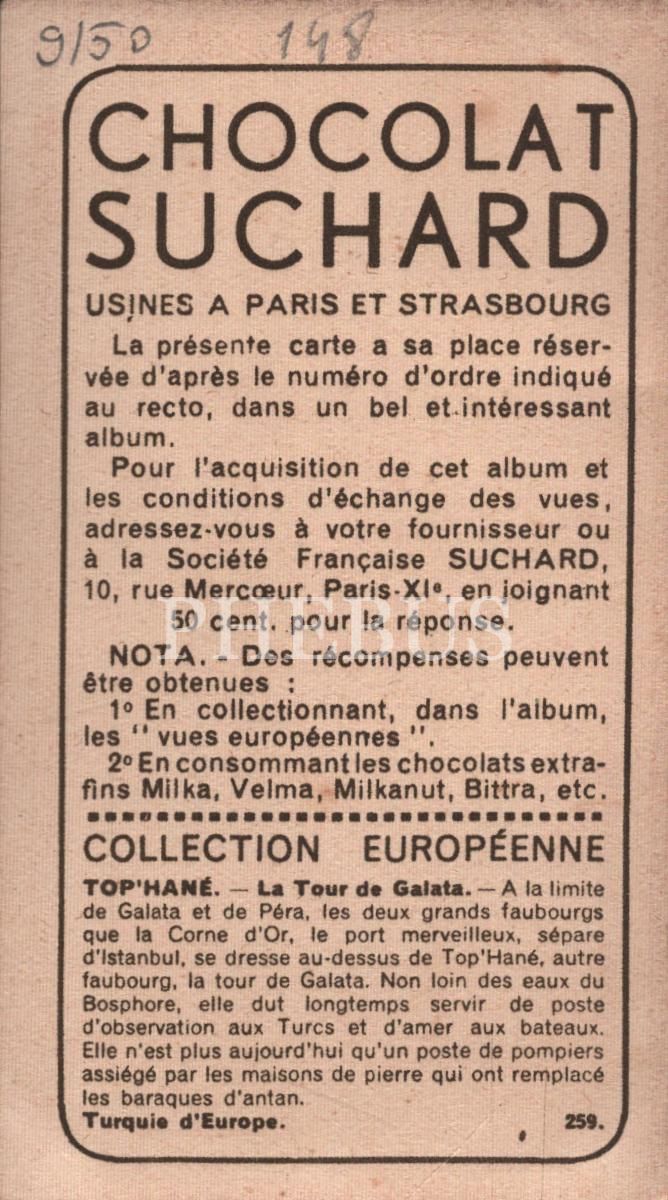 9/50 148
CHOCOLAT
SUCHARD
USINES A PARIS ET STRASBOURG
La présente carte a sa place réser-
vée d'après le numéro d'ordre indiqué
au recto, dans un bel et intéressant
album.
Pour l'acquisition de cet album et
les conditions d'échange des vues,
adressez-vous à votre fournisseur ou
à la Société Française SUCHARD,
10, rue Mercœur, Paris-XIe, en joignant
50 cent. pour la réponse.
PHEBUS
NOTA. - Des récompenses peuvent
être obtenues :
1º En collectionnant, dans l'album,
les " vues européennes ".
2º En consommant les chocolats extra-
fins Milka, Velma, Milkanut, Bittra, etc.
COLLECTION EUROPÉENNE
TOP'HANÉ. — La Tour de Galata. — A la limite
de Galata et de Péra, les deux grands faubourgs
que la Corne d'Or, le port merveilleux, sépare
d'Istanbul, se dresse au-dessus de Top'Hané, autre
faubourg, la tour de Galata. Non loin des eaux du
Bosphore, elle dut longtemps servir de poste
d'observation aux Turcs et d'amer aux bateaux.
Elle n'est plus aujourd'hui qu'un poste de pompiers
assiégé par les maisons de pierre qui ont remplacé
les baraques d'antan.
Turquie d'Europe. 259.